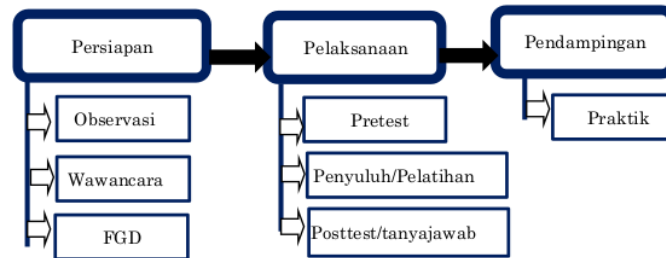 Persiapan
Pelaksanaan
Pendampingan
Observasi
Wawancara
FGD
Pretest
Penyuluh/Pelatihan
Posttest/tanyajawab
Praktik